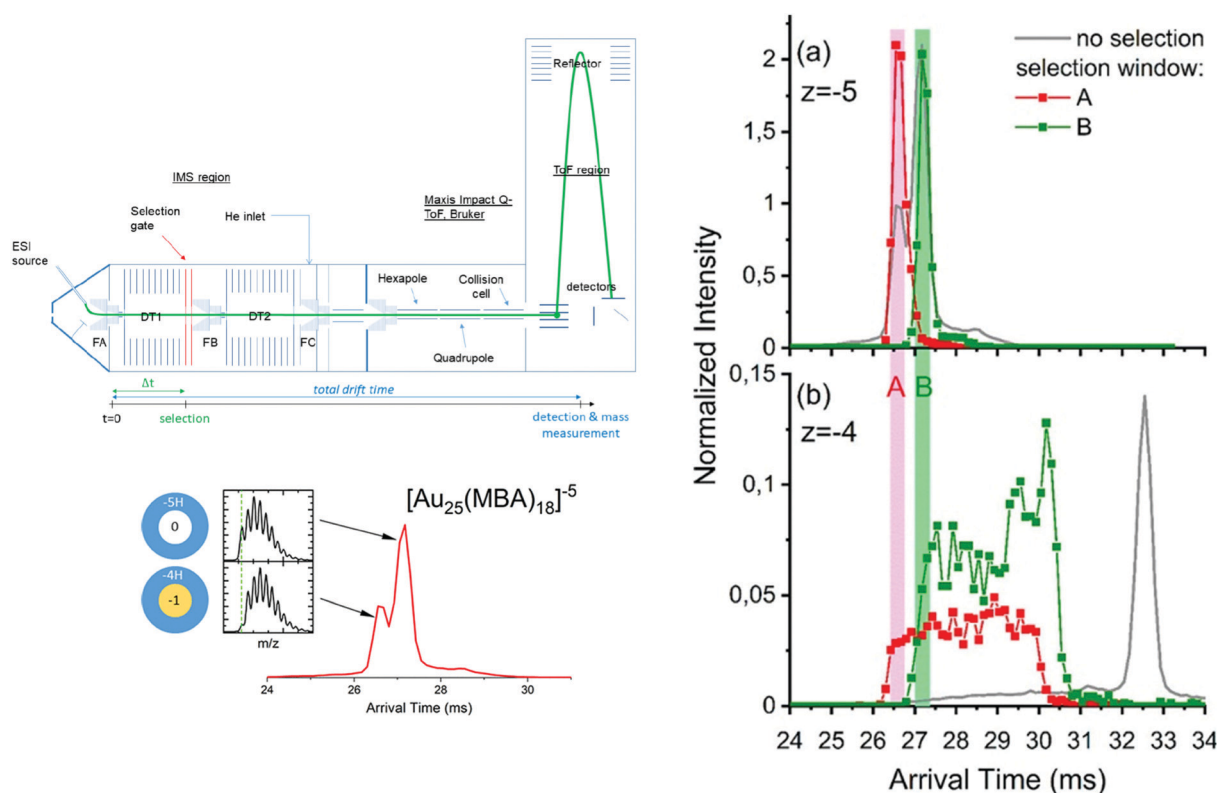 Reflector
IMS region
ToF region
Selection
gate
He inlet
Maxis Impact Q-
ToF, Bruker
ESI
source
Hexapole
Collision
cell
detectors
DT1
DT2
FA
FB
FC
Quadrupole
Δt
total drift time
t=0
selection
detection & mass
measurement
[Au25(MBA)18]-5
-5H
0
-4H
-1
m/z
24 26 28 30
Arrival Time (ms)
(a)
z=-5
no selection
selection window:
A
B
2
1,5
1
0,5
0
Normalized Intensity
A B
(b)
z=-4
0,15
0,1
0,05
0
24 25 26 27 28 29 30 31 32 33 34
Arrival Time (ms)